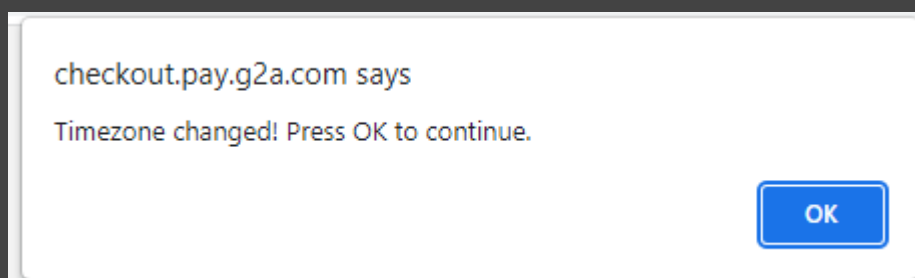 checkout.pay.g2a.com says
Timezone changed! Press OK to continue.
OK